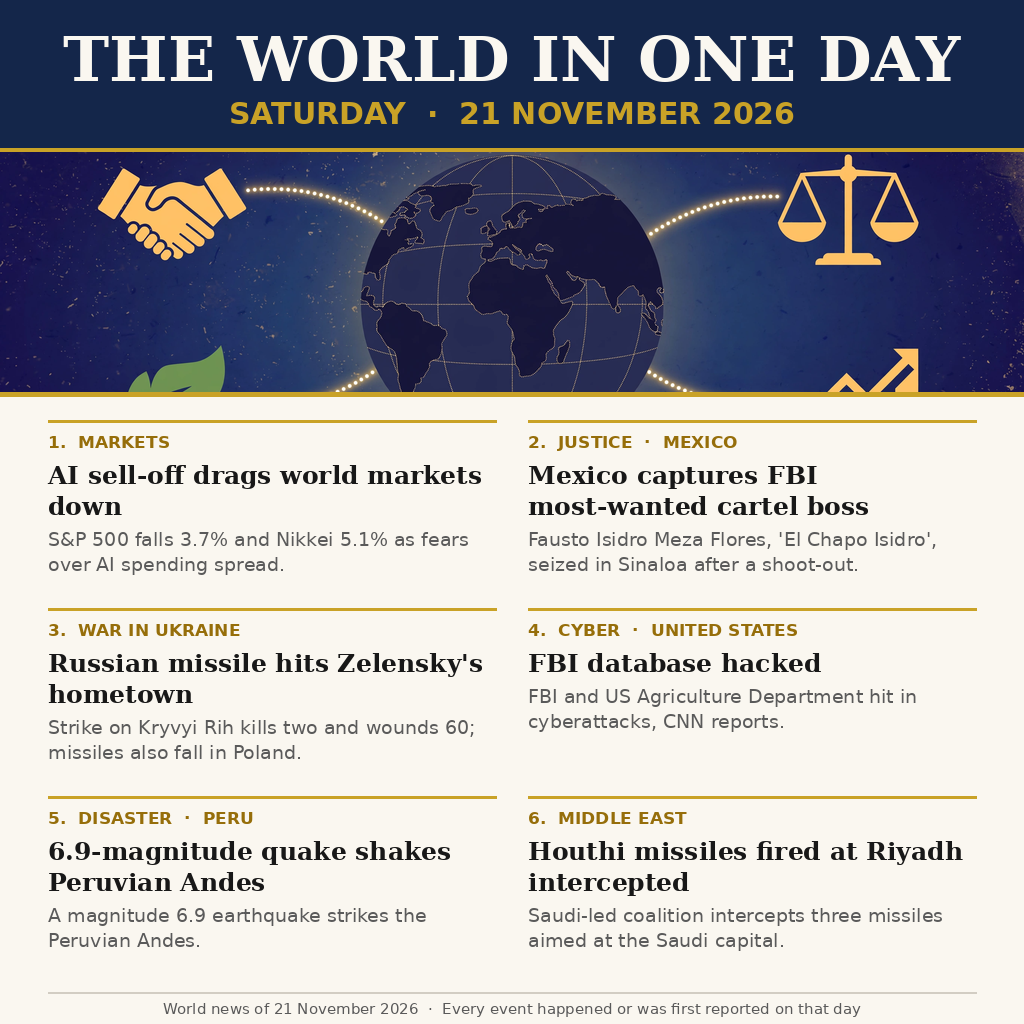 THE WORLD IN ONE DAY
SATURDAY · 21 NOVEMBER 2026
1. MARKETS
AI sell-off drags world markets
down
S&P 500 falls 3.7% and Nikkei 5.1% as fears
over AI spending spread.
2. JUSTICE · MEXICO
Mexico captures FBI
most-wanted cartel boss
Fausto Isidro Meza Flores, 'El Chapo Isidro',
seized in Sinaloa after a shoot-out.
3. WAR IN UKRAINE
Russian missile hits Zelensky's
hometown
Strike on Kryvyi Rih kills two and wounds 60;
missiles also fall in Poland.
4. CYBER · UNITED STATES
FBI database hacked
FBI and US Agriculture Department hit in
cyberattacks, CNN reports.
5. DISASTER · PERU
6.9-magnitude quake shakes
Peruvian Andes
A magnitude 6.9 earthquake strikes the
Peruvian Andes.
6. MIDDLE EAST
Houthi missiles fired at Riyadh
intercepted
Saudi-led coalition intercepts three missiles
aimed at the Saudi capital.
World news of 21 November 2026 · Every event happened or was first reported on that day